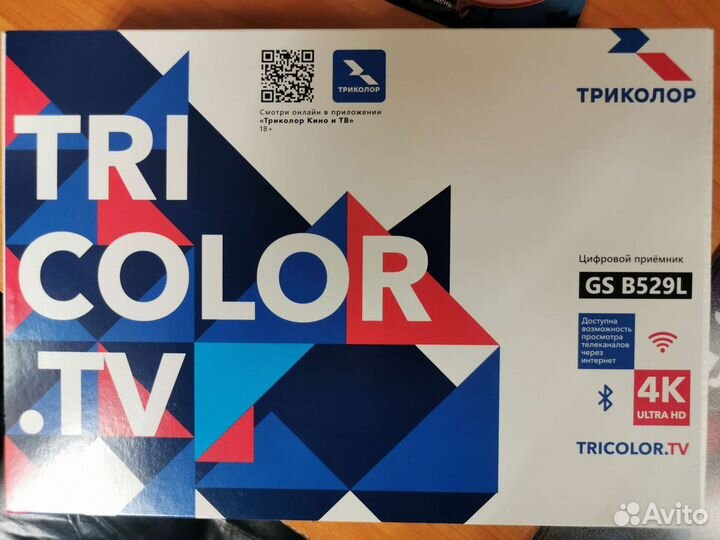 день
TRI
COLOR
.TV
ТРИКОЛОР
Смотри онлайн в приложении
«Триколор Кино и ТВ»
18+
ТРИКОЛОР
Цифровой приёмник
GS B529L
Доступна
возможность
просмотра
телеканалов
через
интернет
4K
ULTRA HD
TRICOLOR.TV
Avito